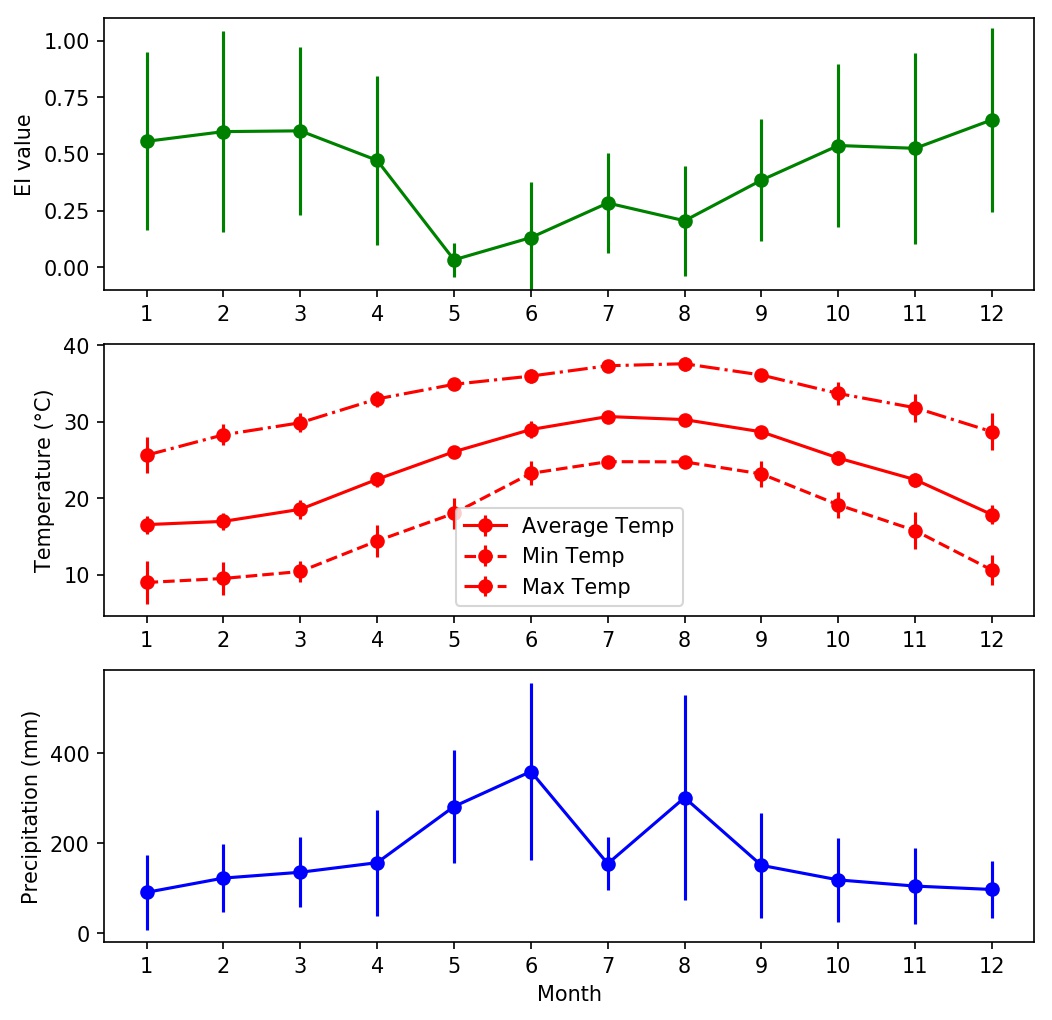 EI value
1.00
0.75
0.50
0.25
0.00
1 2 3 4 5 6 7 8 9 10 11 12
Temperature (°C)
40
30
20
10
Average Temp
Min Temp
Max Temp
1 2 3 4 5 6 7 8 9 10 11 12
Precipitation (mm)
400
200
0
1 2 3 4 5 6 7 8 9 10 11 12
Month